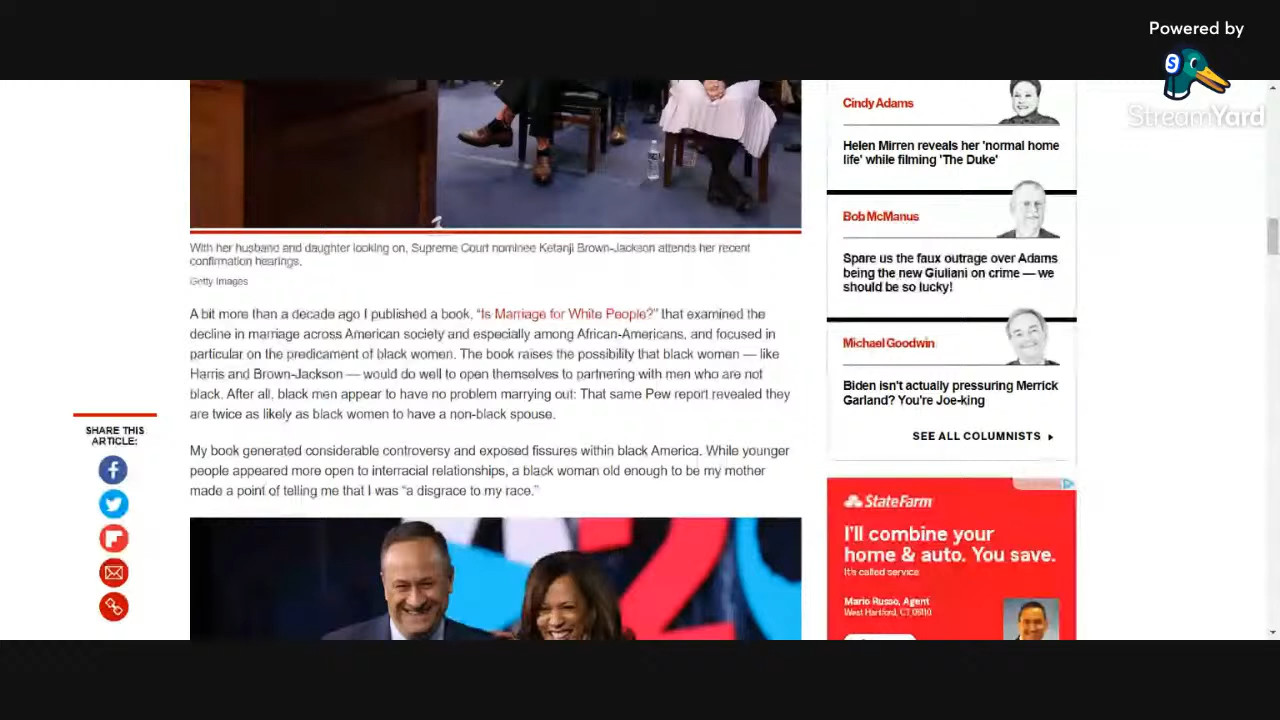 Powered by
StreamYard
With her husband and daughter looking on, Supreme Court nominee Ketanji Brown-Jackson attends her recent
confirmation hearings.
Getty Images
A bit more than a decade ago I published a book, “Is Marriage for White People?” that examined the
decline in marriage across American society and especially among African-Americans, and focused in
particular on the predicament of black women. The book raises the possibility that black women — like
Harris and Brown-Jackson — would do well to open themselves to partnering with men who are not
black. After all, black men appear to have no problem marrying out: That same Pew report revealed they
are twice as likely as black women to have a non-black spouse.
My book generated considerable controversy and exposed fissures within black America. While younger
people appeared more open to interracial relationships, a black woman old enough to be my mother
made a point of telling me that I was “a disgrace to my race.”
SHARE THIS
ARTICLE:
Cindy Adams
Helen Mirren reveals her 'normal home
life' while filming 'The Duke'
Bob McManus
Spare us the faux outrage over Adams
being the new Giuliani on crime — we
should be so lucky!
Michael Goodwin
Biden isn't actually pressuring Merrick
Garland? You're Joe-king
SEE ALL COLUMNISTS
StateFarm
I'll combine your
home & auto. You save.
It's called service.
Mario Russo, Agent
West Hartford, CT 06110